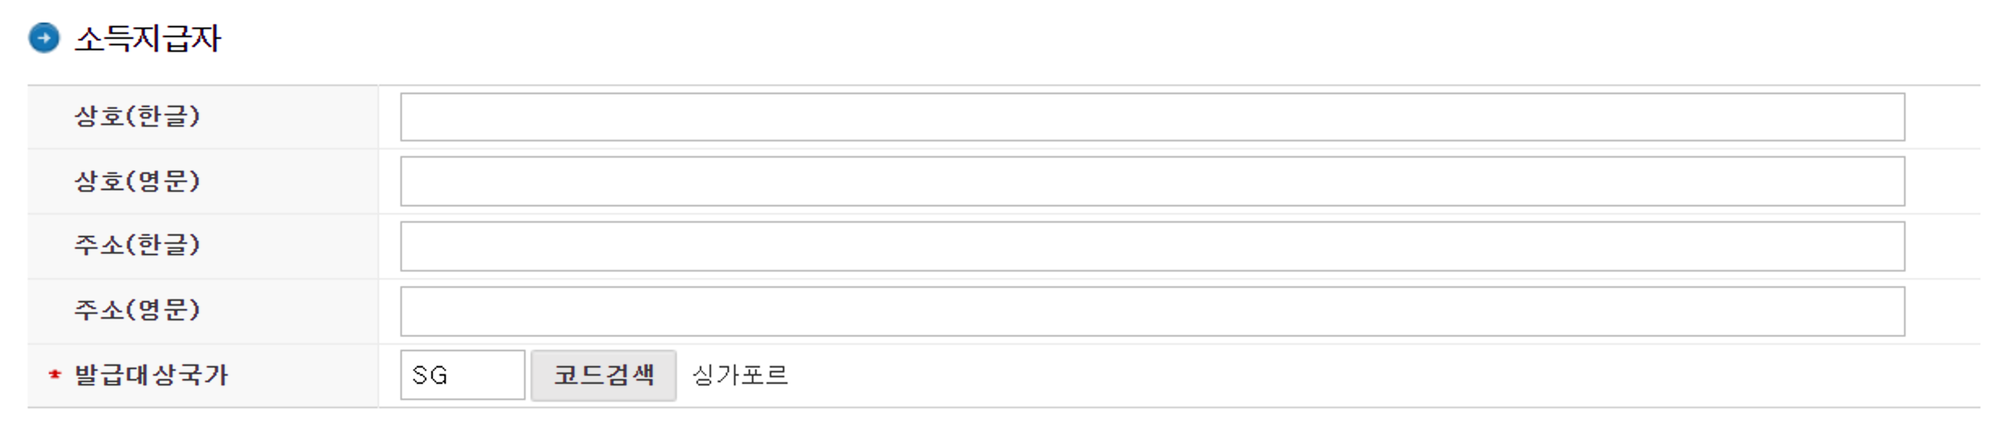 소득지급자
상호(한글)
상호(영문)
주소(한글)
주소(영문)
* 발급대상국가 SG 코드검색 싱가포르